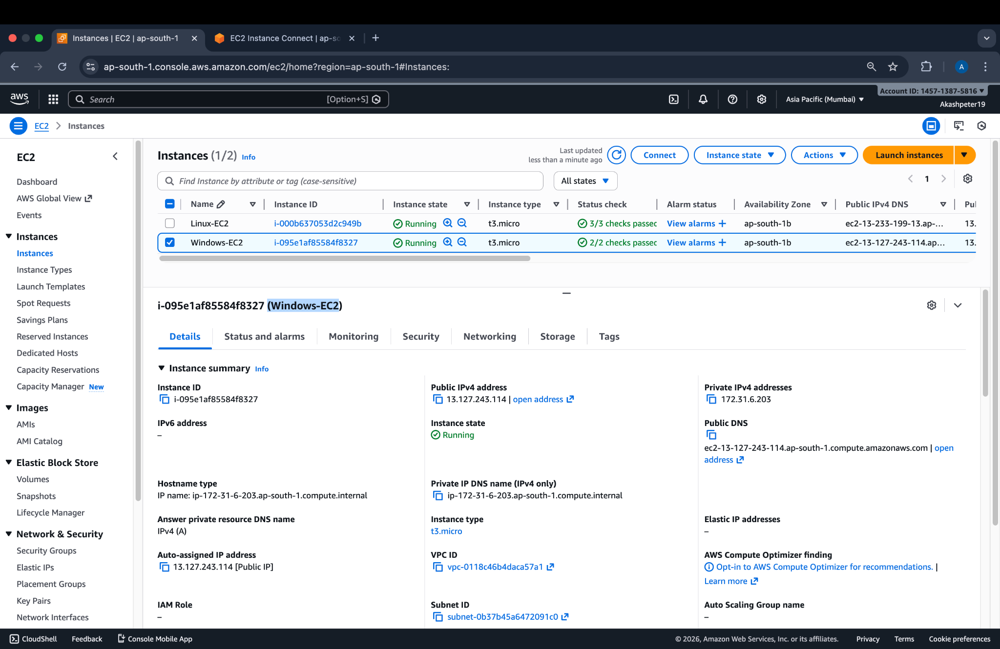 Instances | EC2 | ap-south-1
EC2 Instance Connect | ap-so
ap-south-1.console.aws.amazon.com/ec2/home?region=ap-south-1#Instances:
A
aws
Search
[Option+S]
Asia Pacific (Mumbai)
Account ID: 1457-1387-5816
Akashpeter19
EC2
Instances
EC2
Dashboard
AWS Global View
Events
Instances
Instances
Instance Types
Launch Templates
Spot Requests
Savings Plans
Reserved Instances
Dedicated Hosts
Capacity Reservations
Capacity Manager New
Images
AMIs
AMI Catalog
Elastic Block Store
Volumes
Snapshots
Lifecycle Manager
Network & Security
Security Groups
Elastic IPs
Placement Groups
Key Pairs
Network Interfaces
Instances (1/2) Info
Last updated
less than a minute ago
Connect
Instance state
Actions
Launch instances
Find Instance by attribute or tag (case-sensitive)
All states
1
Name Instance ID Instance state Instance type Status check Alarm status Availability Zone Public IPv4 DNS Pul
Linux-EC2 i-000b637053d2c949b Running t3.micro 3/3 checks passec View alarms + ap-south-1b ec2-13-233-199-13.ap-... 13.
Windows-EC2 i-095e1af85584f8327 Running t3.micro 2/2 checks passec View alarms + ap-south-1b ec2-13-127-243-114.ap... 13.
i-095e1af85584f8327 (Windows-EC2)
Details Status and alarms Monitoring Security Networking Storage Tags
Instance summary Info
Instance ID
i-095e1af85584f8327
Public IPv4 address
13.127.243.114 | open address
Private IPv4 addresses
172.31.6.203
IPv6 address
–
Instance state
Running
Public DNS
ec2-13-127-243-114.ap-south-1.compute.amazonaws.com | open
address
Hostname type
IP name: ip-172-31-6-203.ap-south-1.compute.internal
Private IP DNS name (IPv4 only)
ip-172-31-6-203.ap-south-1.compute.internal
Answer private resource DNS name
IPv4 (A)
Instance type
t3.micro
Elastic IP addresses
–
Auto-assigned IP address
13.127.243.114 [Public IP]
VPC ID
vpc-0118c46b4daca57a1
AWS Compute Optimizer finding
Opt-in to AWS Compute Optimizer for recommendations. |
Learn more
IAM Role
–
Subnet ID
subnet-0b37b45a6472091c0
Auto Scaling Group name
–
CloudShell Feedback Console Mobile App
© 2026, Amazon Web Services, Inc. or its affiliates. Privacy Terms Cookie preferences